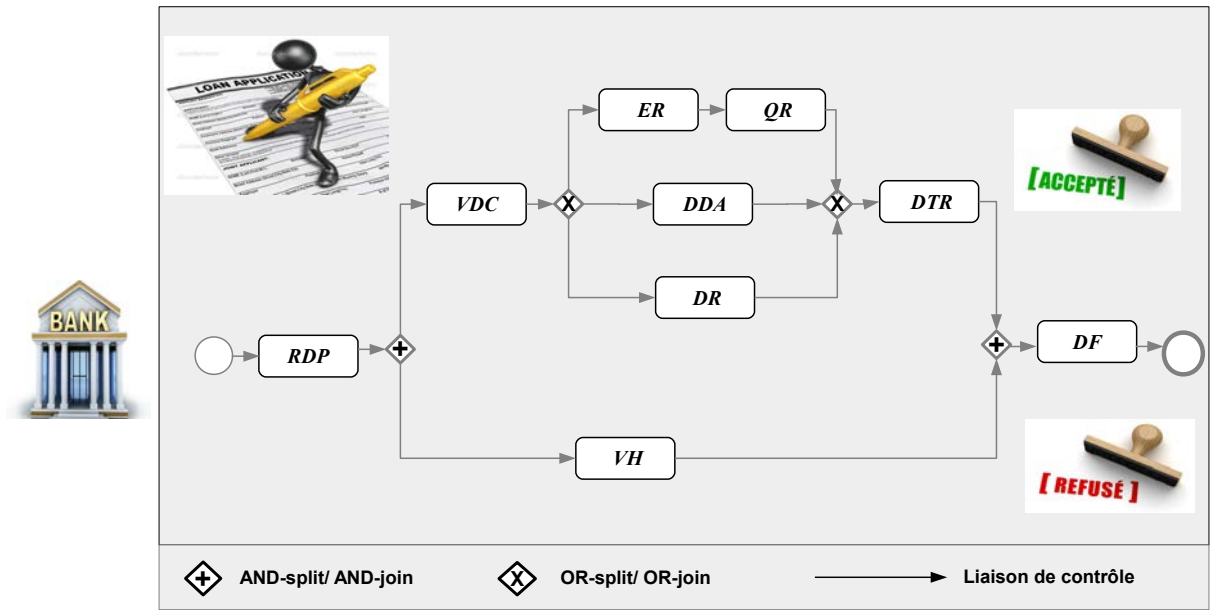 LOAN APPLICATION
ER
QR
VDC
DDA
DTR
[ACCEPTÉ]
DR
BANK
RDP
DF
VH
[ REFUSÉ ]
AND-split/ AND-join
OR-split/ OR-join
Liaison de contrôle